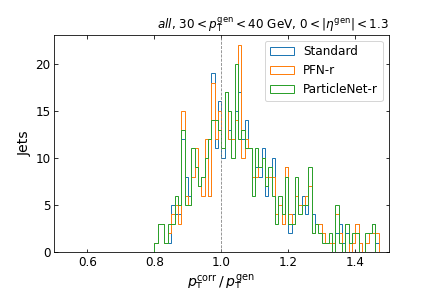 all, 30 < p_T^gen < 40 GeV, 0 < |η^gen| < 1.3
Standard
PFN-r
ParticleNet-r
Jets
20
15
10
5
0
0.6 0.8 1.0 1.2 1.4
p_T^corr / p_T^gen